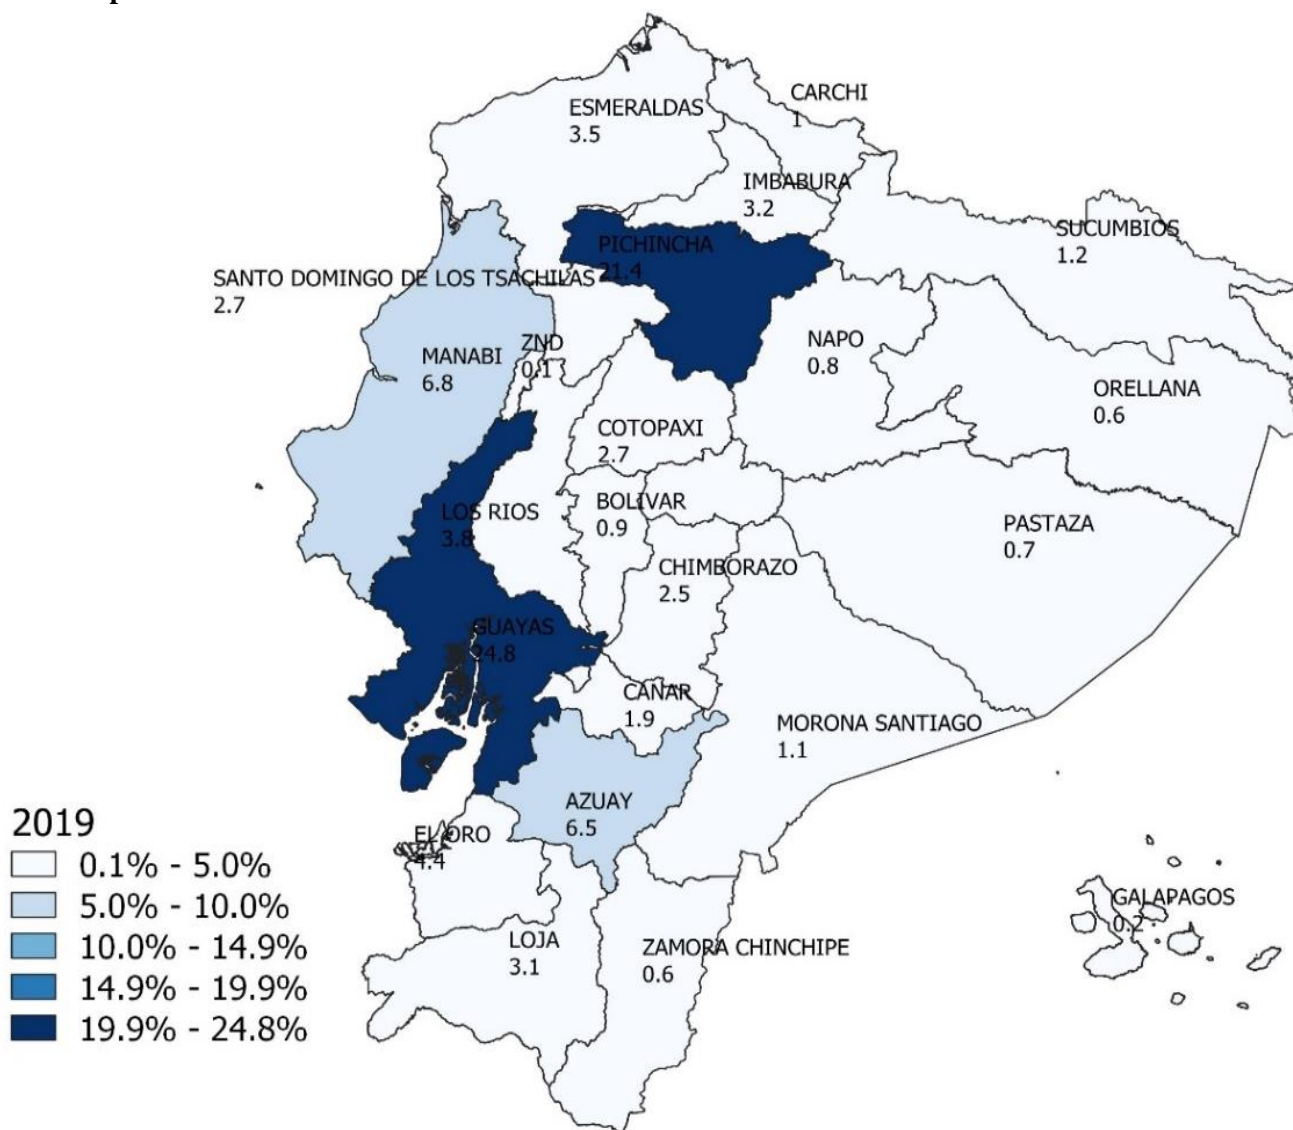 ESMERALDAS
3.5
CARCHI
1
IMBABURA
3.2
SUCUMBIOS
1.2
PICHINCHA
21.4
SANTO DOMINGO DE LOS TSACHILAS
2.7
ZND
0.1
NAPO
0.8
MANABI
6.8
ORELLANA
0.6
COTOPAXI
2.7
LOS RIOS
3.8
BOLIVAR
0.9
PASTAZA
0.7
CHIMBORAZO
2.5
GUAYAS
24.8
CAÑAR
1.9
MORONA SANTIAGO
1.1
AZUAY
6.5
EL ORO
4.4
GALAPAGOS
0.2
LOJA
3.1
ZAMORA CHINCHIPE
0.6
2019
0.1% - 5.0%
5.0% - 10.0%
10.0% - 14.9%
14.9% - 19.9%
19.9% - 24.8%